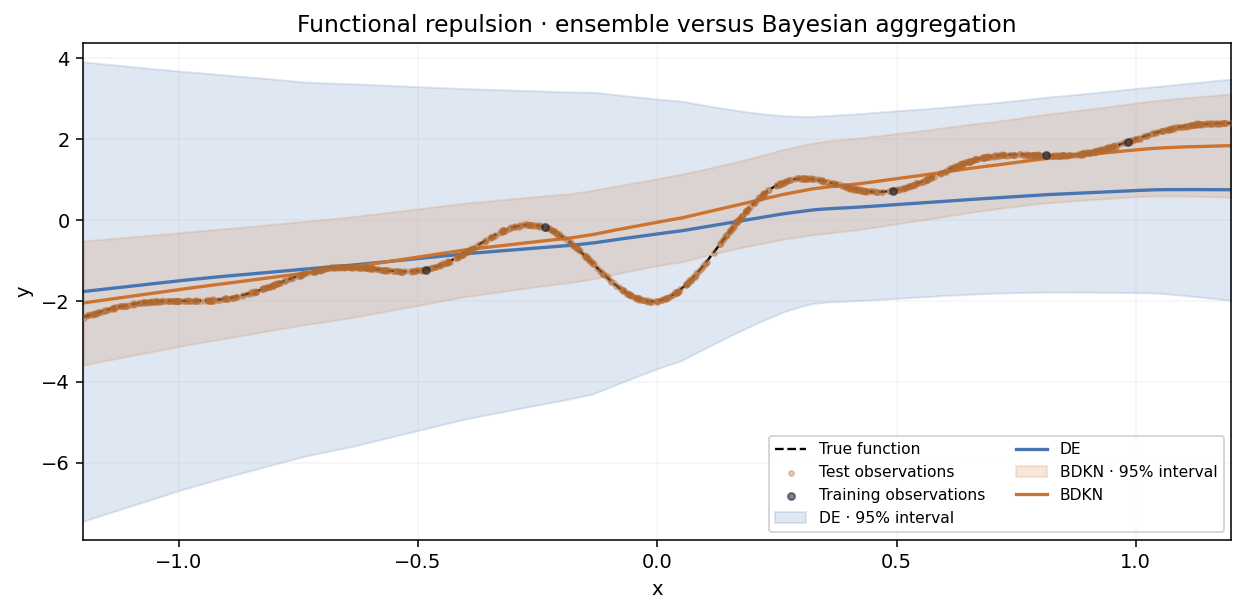 Functional repulsion · ensemble versus Bayesian aggregation
y
4
2
0
−2
−4
−6
−1.0
−0.5
0.0
0.5
1.0
x
True function
Test observations
Training observations
DE · 95% interval
DE
BDKN · 95% interval
BDKN